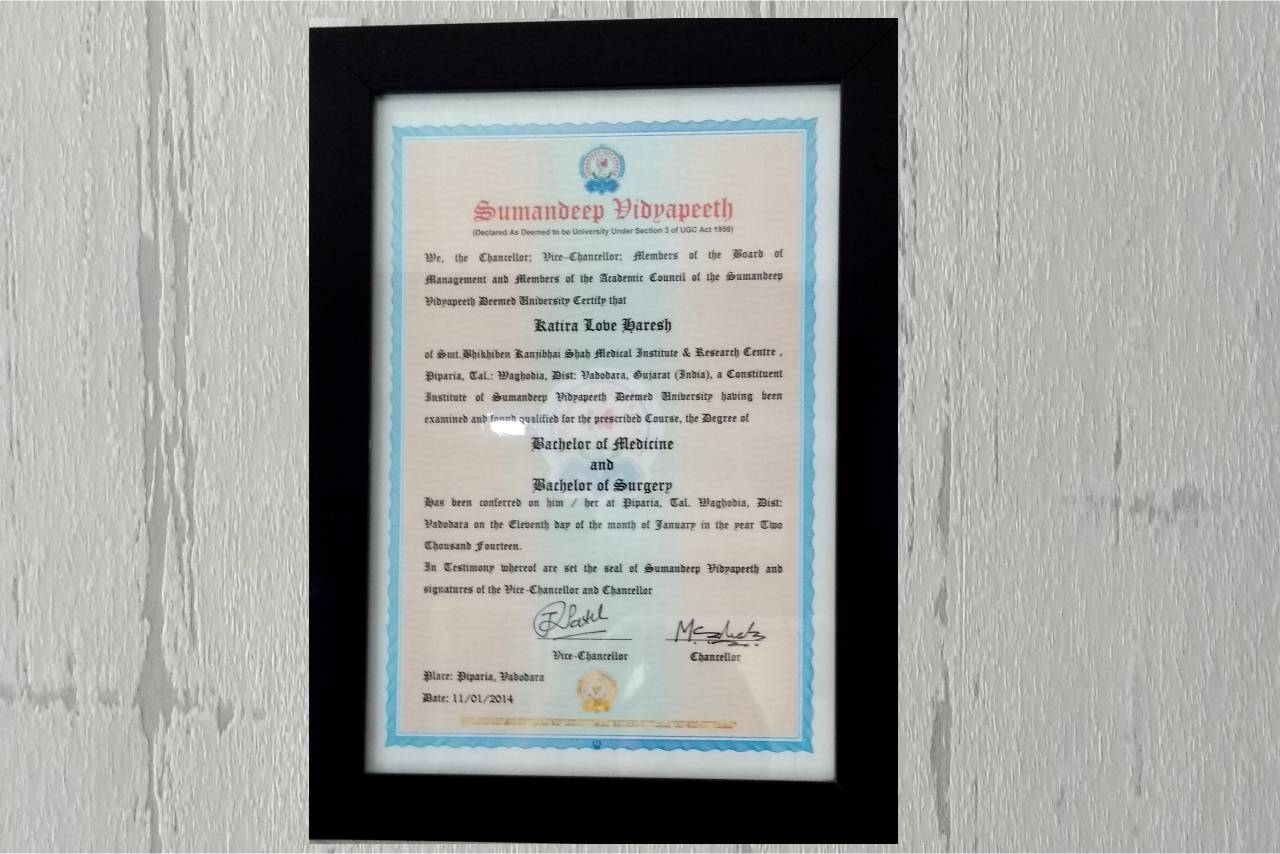 Sumandeep Vidyapeeth
(Declared As Deemed to be University Under Section 3 of UGC Act 1956)
We, the Chancellor; Vice-Chancellor; Members of the Board of
Management and Members of the Academic Council of the Sumandeep
Vidyapeeth Deemed University Certify that
Katira Love Haresh
of Smt.Bhikhiben Kanjibhai Shah Medical Institute & Research Centre ,
Piparia, Tal.: Waghodia, Dist: Vadodara, Gujarat (India), a Constituent
Institute of Sumandeep Vidyapeeth Deemed University having been
examined and found qualified for the prescribed Course, the Degree of
Bachelor of Medicine
and
Bachelor of Surgery
Has been conferred on him / her at Piparia, Tal. Waghodia, Dist:
Vadodara on the Eleventh day of the month of January in the year Two
Thousand Fourteen.
In Testimony whereof are set the seal of Sumandeep Vidyapeeth and
signatures of the Vice-Chancellor and Chancellor
Vice-Chancellor
Chancellor
Place: Piparia, Vadodara
Date: 11/01/2014